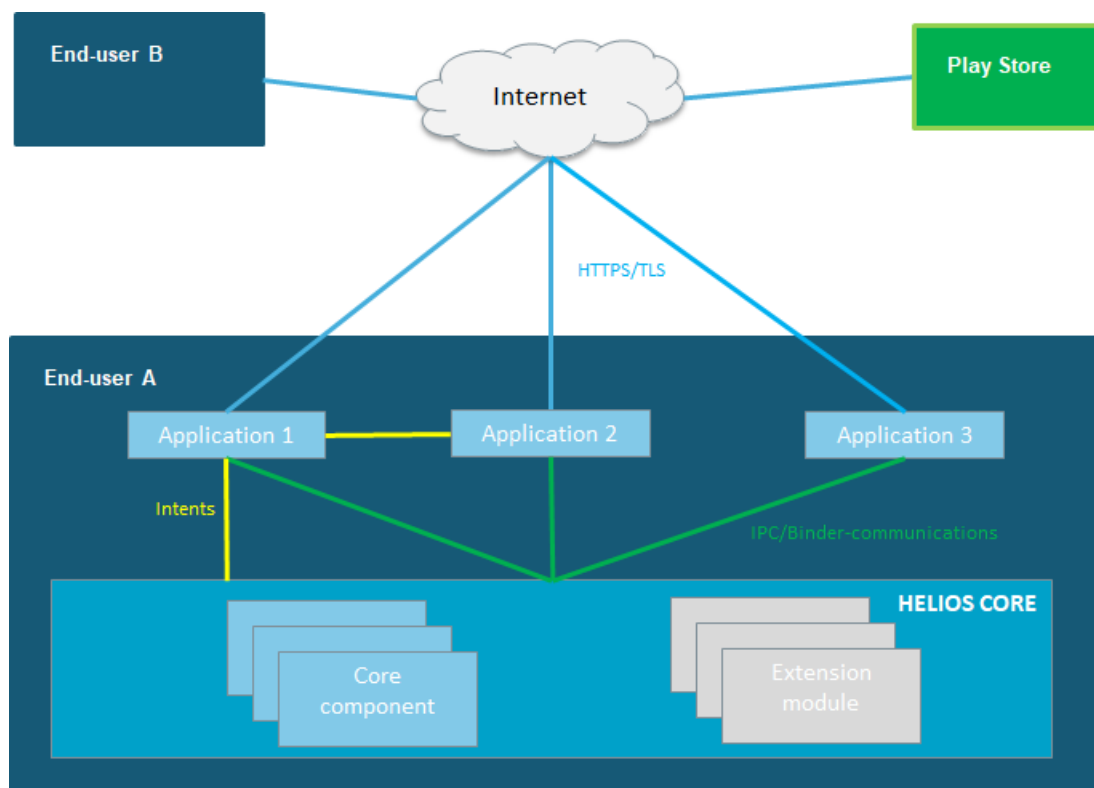 End-user B
Internet
Play Store
HTTPS/TLS
End-user A
Application 1
Application 2
Application 3
Intents
IPC/Binder-communications
HELIOS CORE
Core
component
Extension
module